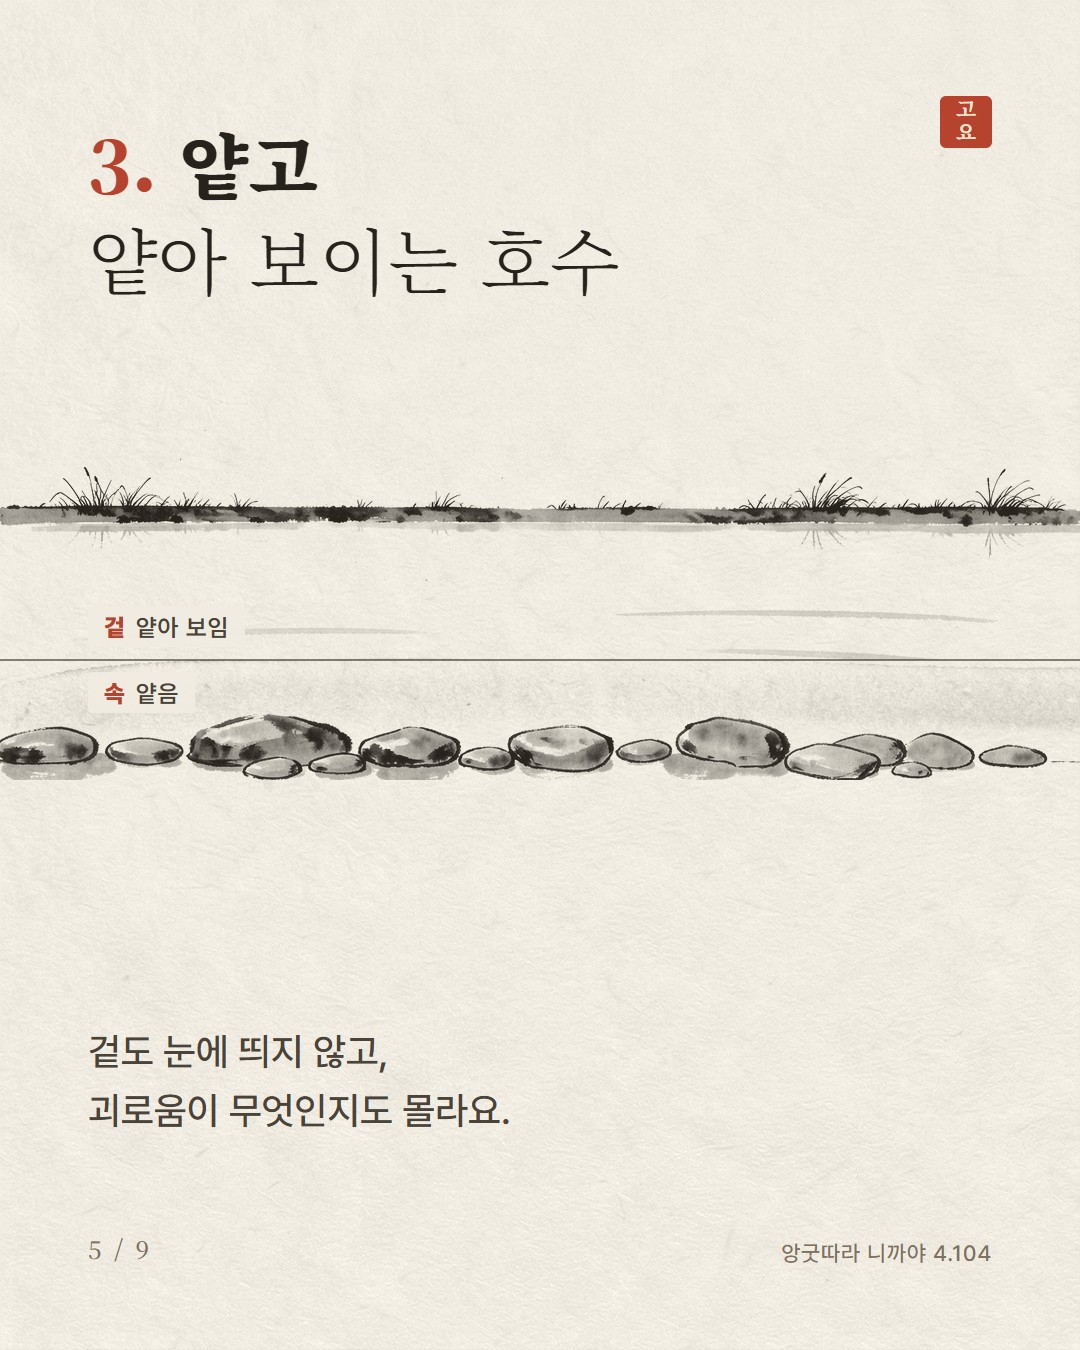 고
요
3. 얕고
얕아 보이는 호수
겉 얕아 보임
속 얕음
겉도 눈에 띄지 않고,
괴로움이 무엇인지도 몰라요.
5 / 9
앙굿따라 니까야 4.104